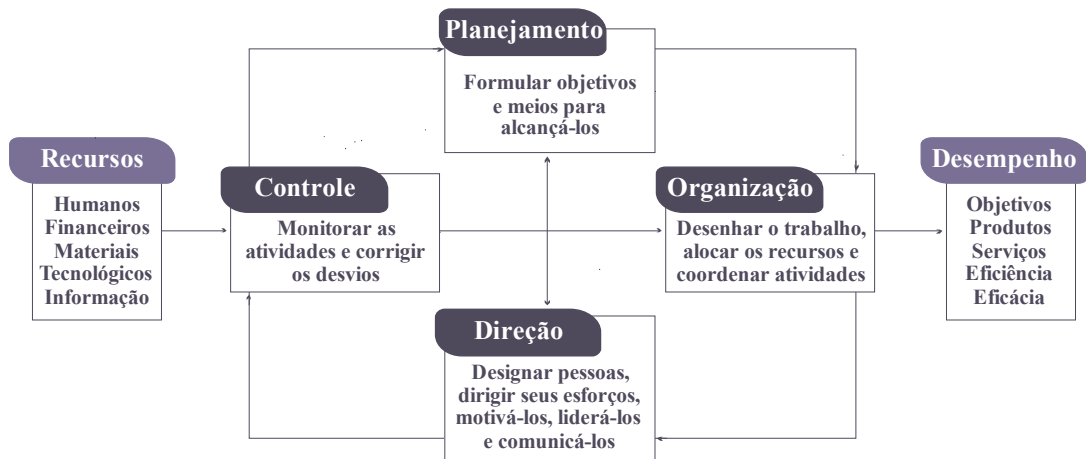 Planejamento
Formular objetivos
e meios para
alcançá-los
Recursos
Humanos
Financeiros
Materiais
Tecnológicos
Informação
Controle
Monitorar as
atividades e corrigir
os desvios
Organização
Desenhar o trabalho,
alocar os recursos e
coordenar atividades
Desempenho
Objetivos
Produtos
Serviços
Eficiência
Eficácia
Direção
Designar pessoas,
dirigir seus esforços,
motivá-los, liderá-los
e comunicá-los